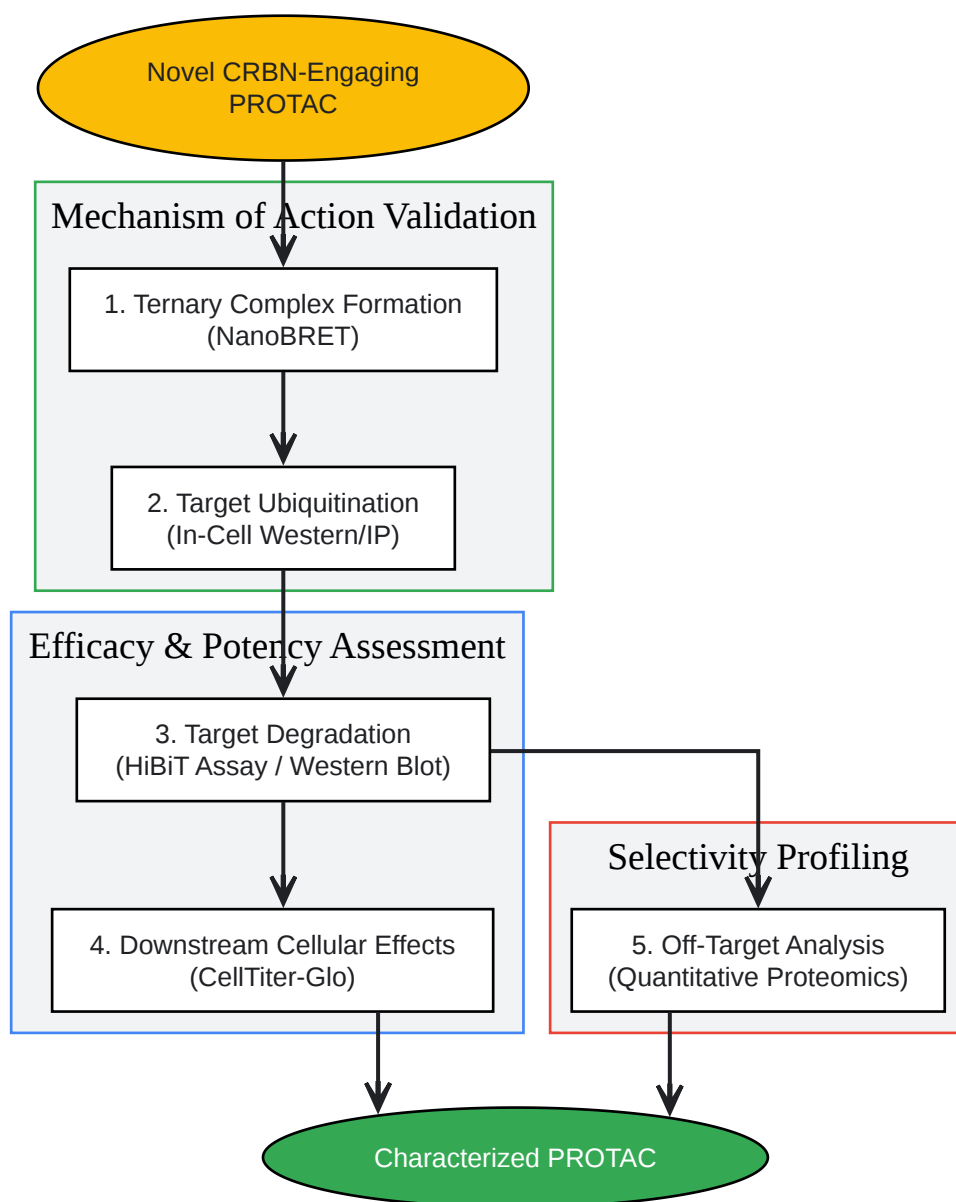 Novel CRBN-Engaging
PROTAC
Mechanism of Action Validation
1. Ternary Complex Formation
(NanoBRET)
2. Target Ubiquitination
(In-Cell Western/IP)
Efficacy & Potency Assessment
3. Target Degradation
(HiBiT Assay / Western Blot)
Selectivity Profiling
4. Downstream Cellular Effects
(CellTiter-Glo)
5. Off-Target Analysis
(Quantitative Proteomics)
Characterized PROTAC